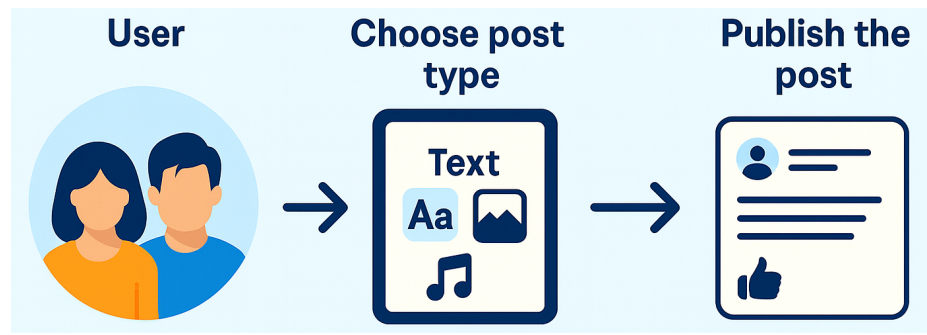 User
Choose post
type
Publish the
post
Text
Aa